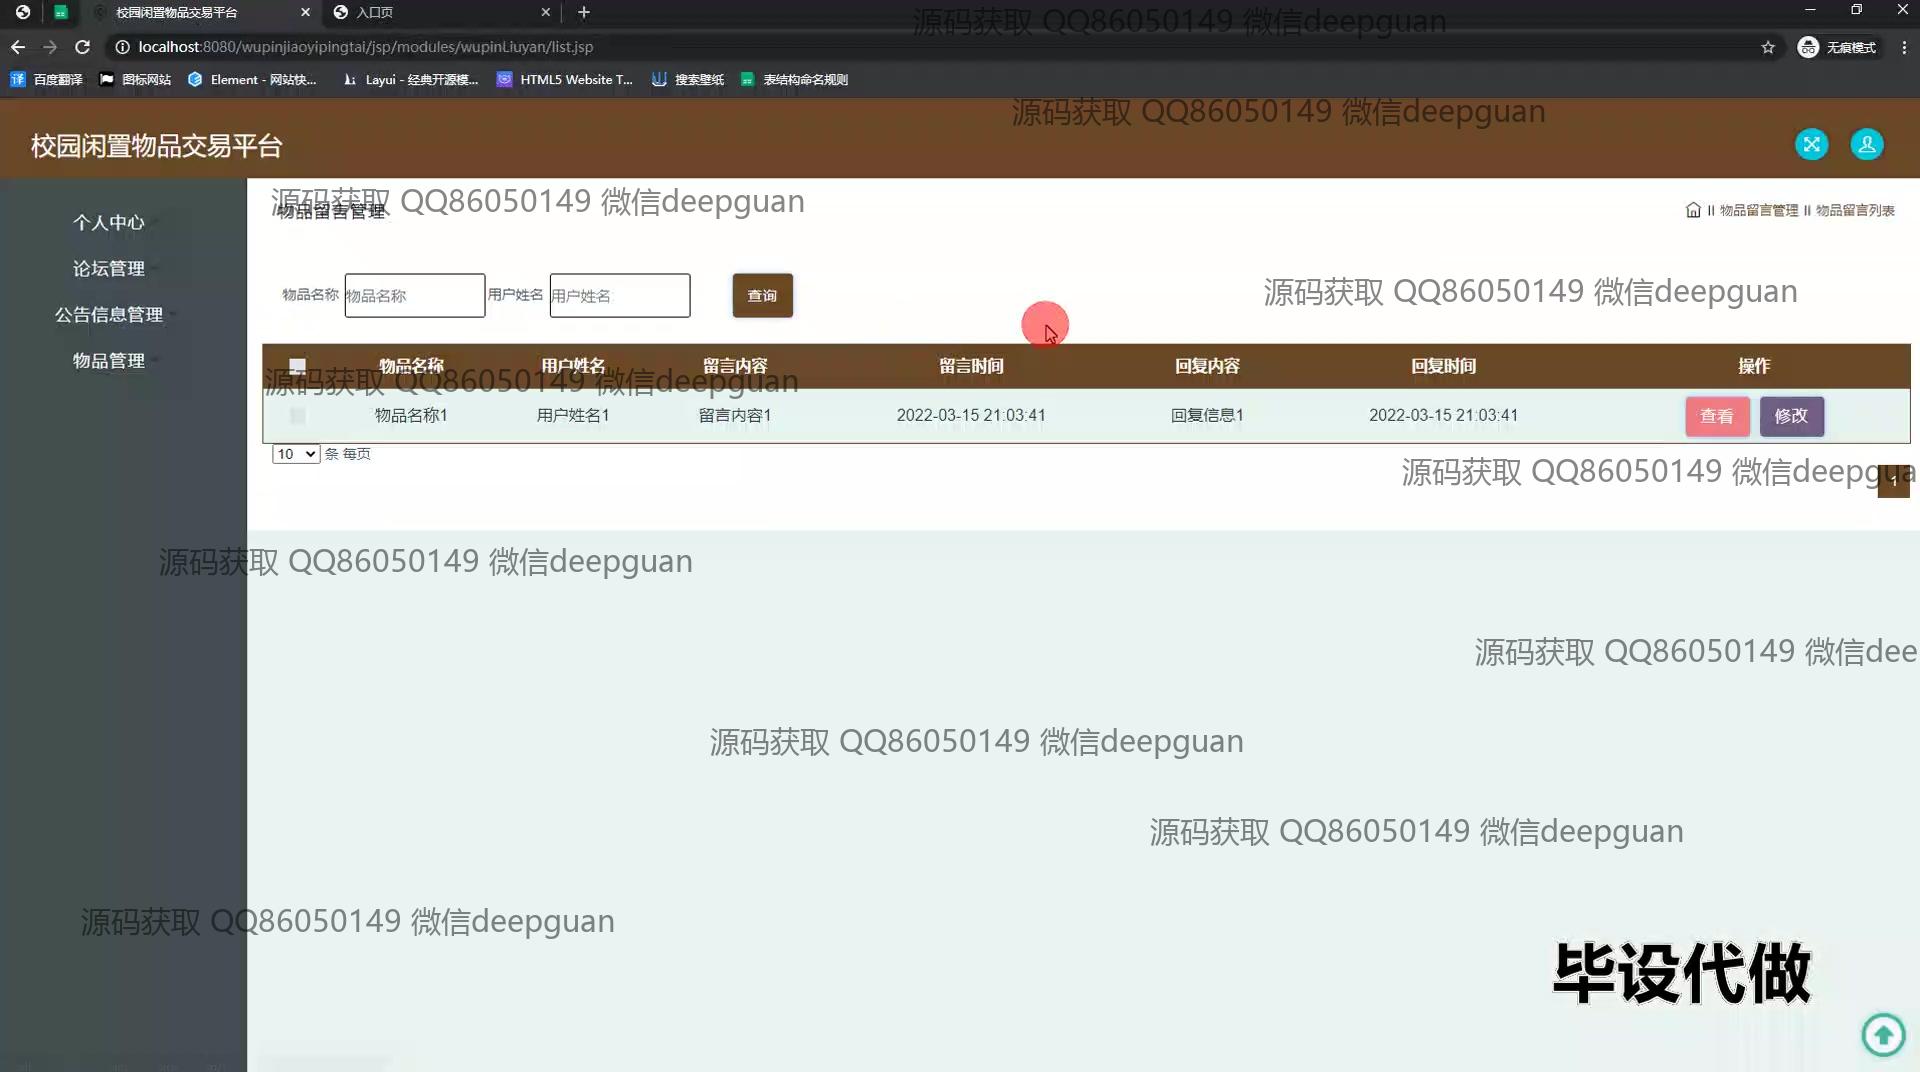 校园闲置物品交易平台
入口页
源码获取 QQ86050149 微信deepguan
localhost:8080/wupinjiaoyipingtai/jsp/modules/wupinLiuyan/list.jsp
无痕模式
百度翻译
图标网站
Element - 网站快...
Layui - 经典开源模...
HTML5 Website T...
搜索壁纸
表结构命名规则
源码获取 QQ86050149 微信deepguan
校园闲置物品交易平台
源码获取 QQ86050149 微信deepguan
物品留言管理
II 物品留言管理 II 物品留言列表
个人中心
论坛管理
公告信息管理
物品管理
物品名称 物品名称 用户姓名 用户姓名 查询
源码获取 QQ86050149 微信deepguan
物品名称 用户姓名 留言内容 留言时间 回复内容 回复时间 操作
源码获取 QQ86050149 微信deepguan
物品名称1 用户姓名1 留言内容1 2022-03-15 21:03:41 回复信息1 2022-03-15 21:03:41 查看 修改
10 条 每页
源码获取 QQ86050149 微信deepgua
1
源码获取 QQ86050149 微信deepguan
源码获取 QQ86050149 微信dee
源码获取 QQ86050149 微信deepguan
源码获取 QQ86050149 微信deepguan
源码获取 QQ86050149 微信deepguan
毕设代做